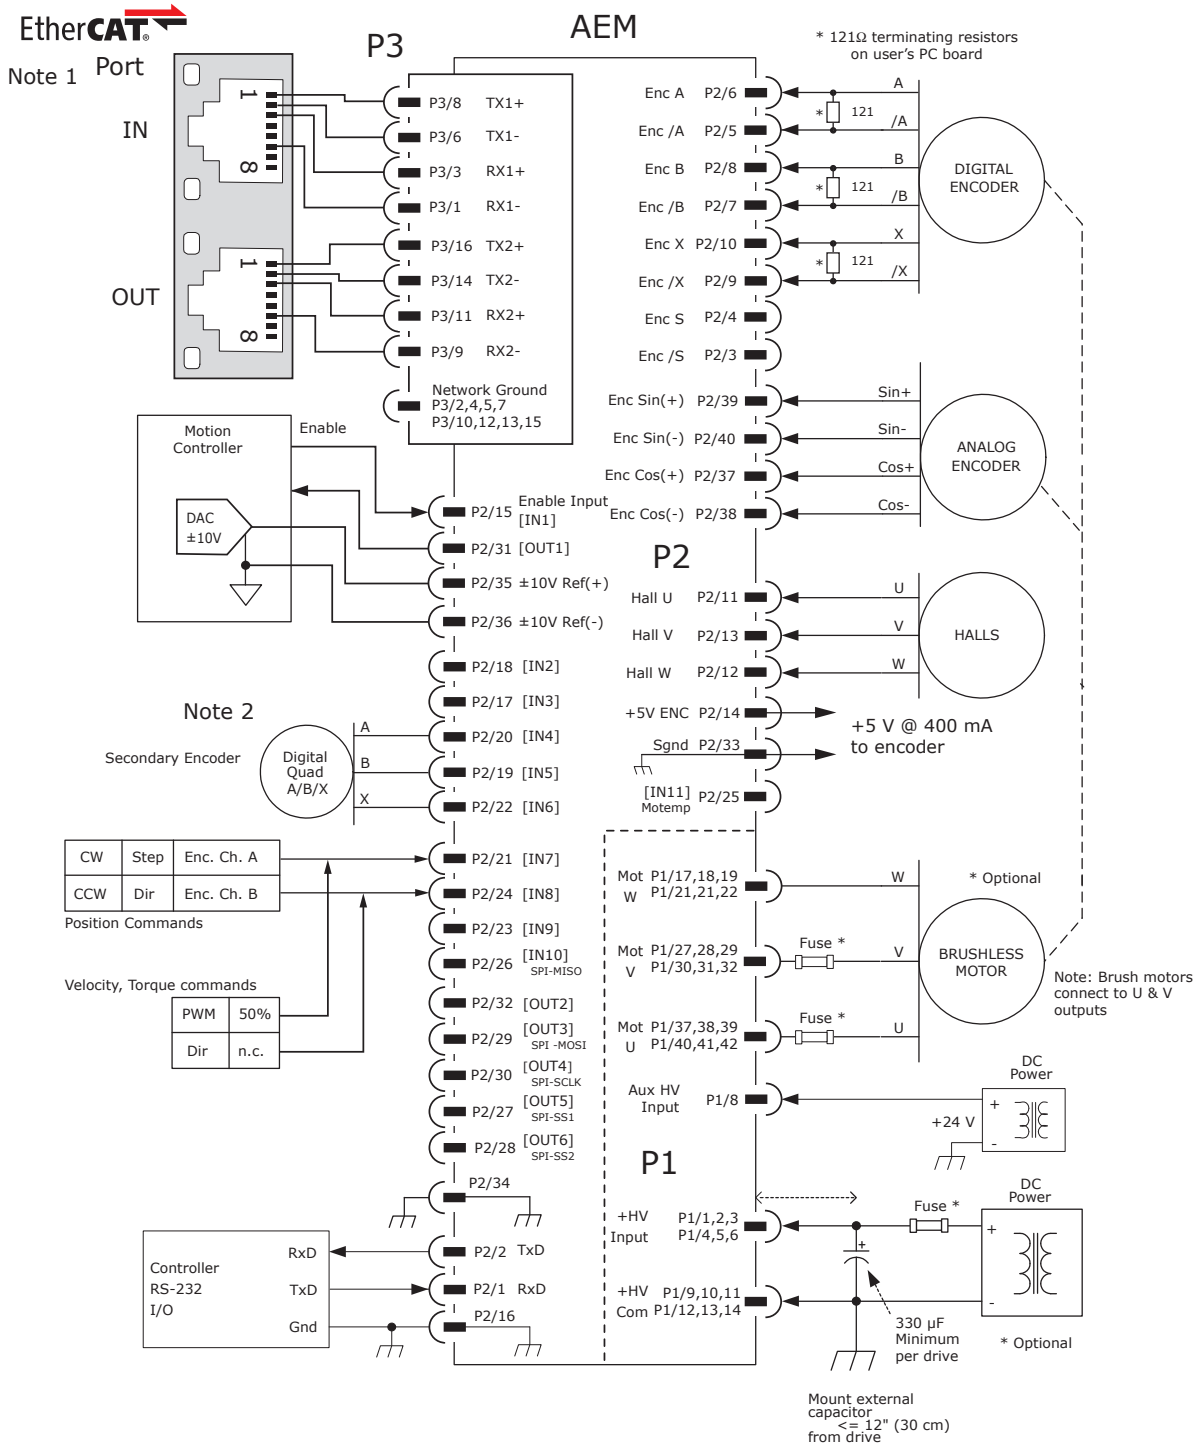 EtherCAT®
Note 1
Port
IN
OUT
1
8
1
8
P3
AEM
* 121Ω terminating resistors
on user's PC board
P3/8 TX1+
P3/6 TX1-
P3/3 RX1+
P3/1 RX1-
P3/16 TX2+
P3/14 TX2-
P3/11 RX2+
P3/9 RX2-
Network Ground
P3/2,4,5,7
P3/10,12,13,15
Motion
Controller
Enable
DAC
±10V
P2/15 Enable Input
[IN1]
P2/31 [OUT1]
P2/35 ±10V Ref(+)
P2/36 ±10V Ref(-)
P2/18 [IN2]
P2/17 [IN3]
Note 2
Secondary Encoder
Digital
Quad
A/B/X
A
B
X
P2/20 [IN4]
P2/19 [IN5]
P2/22 [IN6]
CW Step Enc. Ch. A
CCW Dir Enc. Ch. B
Position Commands
P2/21 [IN7]
P2/24 [IN8]
P2/23 [IN9]
P2/26 [IN10]
SPI-MISO
Velocity, Torque commands
PWM 50%
Dir n.c.
P2/32 [OUT2]
P2/29 [OUT3]
SPI -MOSI
P2/30 [OUT4]
SPI-SCLK
P2/27 [OUT5]
SPI-SS1
P2/28 [OUT6]
SPI-SS2
P2/34
Controller
RS-232
I/O
RxD
TxD
Gnd
P2/2 TxD
P2/1 RxD
P2/16
Enc A P2/6
A
* 121
Enc /A P2/5
/A
Enc B P2/8
B
* 121
Enc /B P2/7
/B
Enc X P2/10
X
* 121
Enc /X P2/9
/X
DIGITAL
ENCODER
Enc S P2/4
Enc /S P2/3
Enc Sin(+) P2/39
Sin+
Enc Sin(-) P2/40
Sin-
Enc Cos(+) P2/37
Cos+
Enc Cos(-) P2/38
Cos-
ANALOG
ENCODER
P2
Hall U P2/11
U
Hall V P2/13
V
Hall W P2/12
W
HALLS
+5V ENC P2/14
Sgnd P2/33
+5 V @ 400 mA
to encoder
[IN11] P2/25
Motemp
Mot P1/17,18,19
W P1/21,21,22
W
* Optional
Mot P1/27,28,29
V P1/30,31,32
Fuse *
V
BRUSHLESS
MOTOR
Mot P1/37,38,39
U P1/40,41,42
Fuse *
U
Note: Brush motors
connect to U & V
outputs
Aux HV
Input
P1/8
DC
Power
+24 V
+
-
P1
+HV P1/1,2,3
Input P1/4,5,6
Fuse *
DC
Power
+
-
+
+HV P1/9,10,11
Com P1/12,13,14
330 µF
Minimum
per drive
* Optional
Mount external
capacitor
<= 12" (30 cm)
from drive